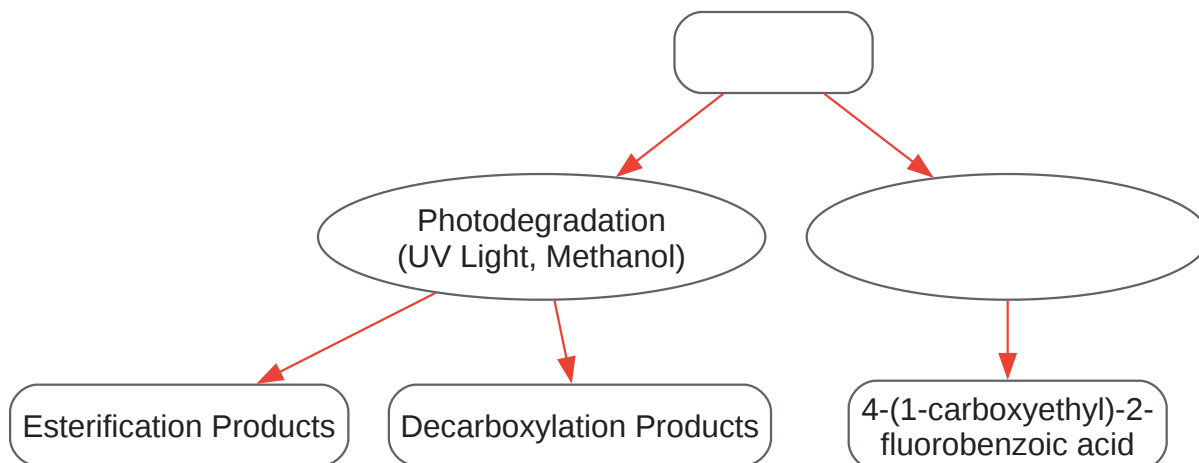 Photodegradation
(UV Light, Methanol)
Esterification Products
Decarboxylation Products
4-(1-carboxyethyl)-2-
fluorobenzoic acid